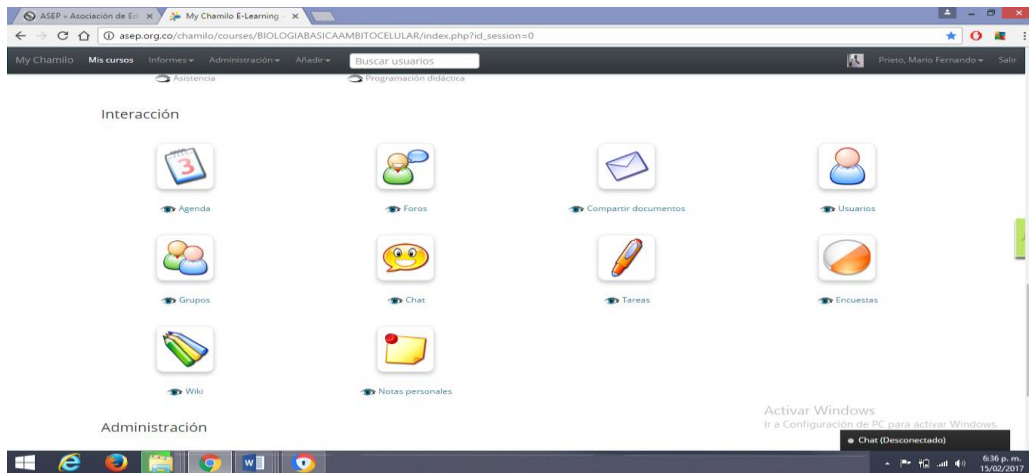 ASEP » Asociación de Ed
My Chamilo E-Learning -
asep.org.co/chamilo/courses/BIOLOGIABASICAAMBITOCELULAR/index.php?id_session=0
My Chamilo Mis cursos Informes Administración Añadir Buscar usuarios Prieto, Mario Fernando Salir
Asistencia Programación didáctica
Interacción
3
Agenda Foros Compartir documentos Usuarios
Grupos Chat Tareas Encuestas
Wiki Notas personales
Activar Windows
Ir a Configuración de PC para activar Windows.
Administración
Chat (Desconectado)
6:36 p. m.
15/02/2017